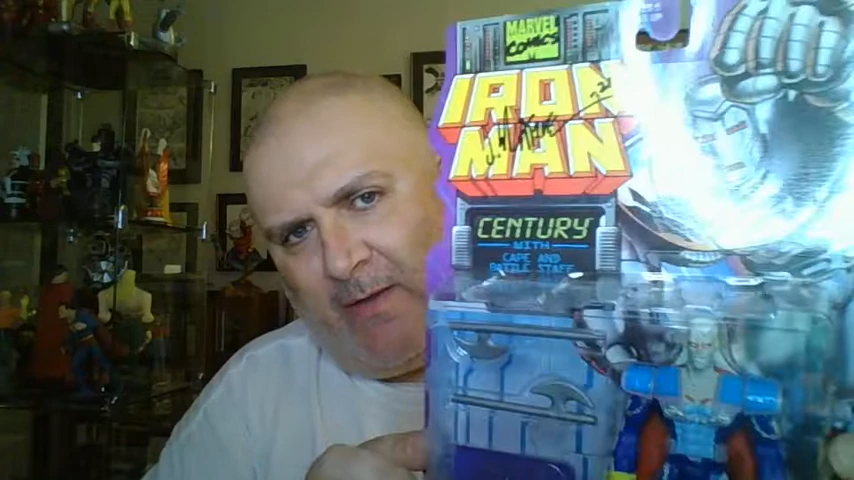 MARVEL
COMICS
IRON
MAN
CENTURY
WITH
CAPE AND
BATTLE STAFF